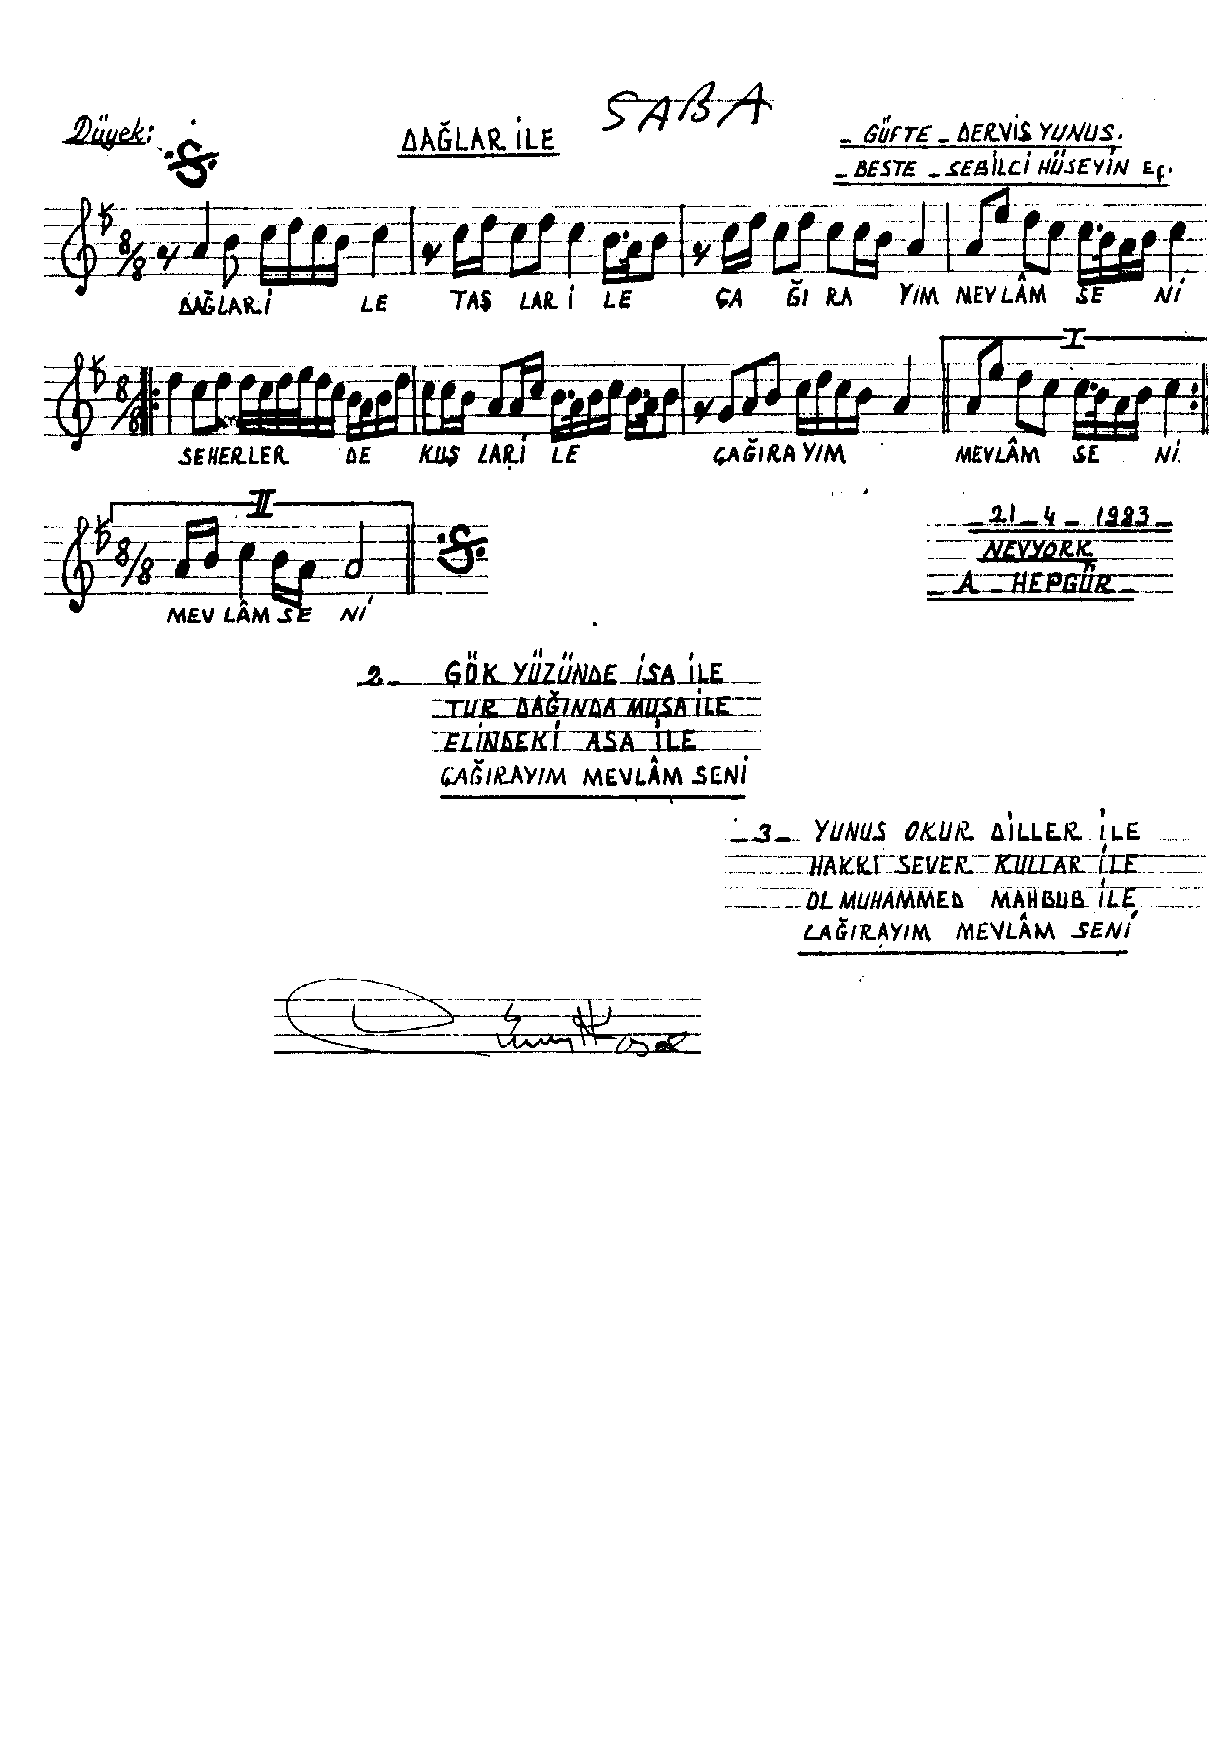 SABA
Düyek:
DAĞLAR İLE
- GÜFTE - DERVİŞ YUNUS.
- BESTE - SEBİLCİ HÜSEYİN Ef.
8/8
DAĞLARİ LE TAŞ LAR İ LE ÇA ĞI RA YIM MEVLÂM SE Nİ
I
8/8
SEHERLER DE KUŞ LARİ LE ÇAĞIRAYIM MEVLÂM SE Nİ
II
8/8
MEV LÂM SE Nİ
- 21 - 4 - 1983 -
NEVYORK
- A - HEPGÜR -
2- GÖK YÜZÜNDE İSA İLE
TUR DAĞINDA MUSA İLE
ELİNDEKİ ASA İLE
ÇAĞIRAYIM MEVLÂM SENİ
-3- YUNUS OKUR DİLLER İLE
HAKKI SEVER KULLAR İLE
OL MUHAMMED MAHBUB İLE
ÇAĞIRAYIM MEVLÂM SENİ